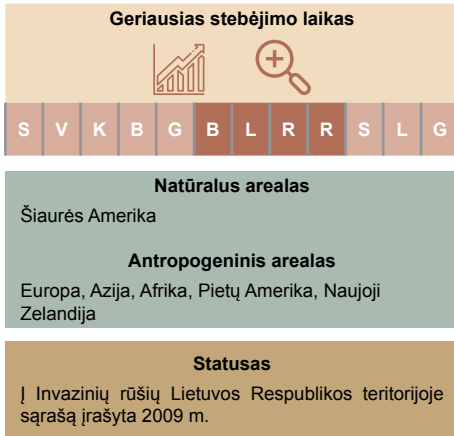 Geriausias stebėjimo laikas
S V K B G B L R R S L G
Natūralus arealas
Šiaurės Amerika
Antropogeninis arealas
Europa, Azija, Afrika, Pietų Amerika, Naujoji
Zelandija
Statusas
Į Invazinių rūšių Lietuvos Respublikos teritorijoje
sąrašą įrašyta 2009 m.